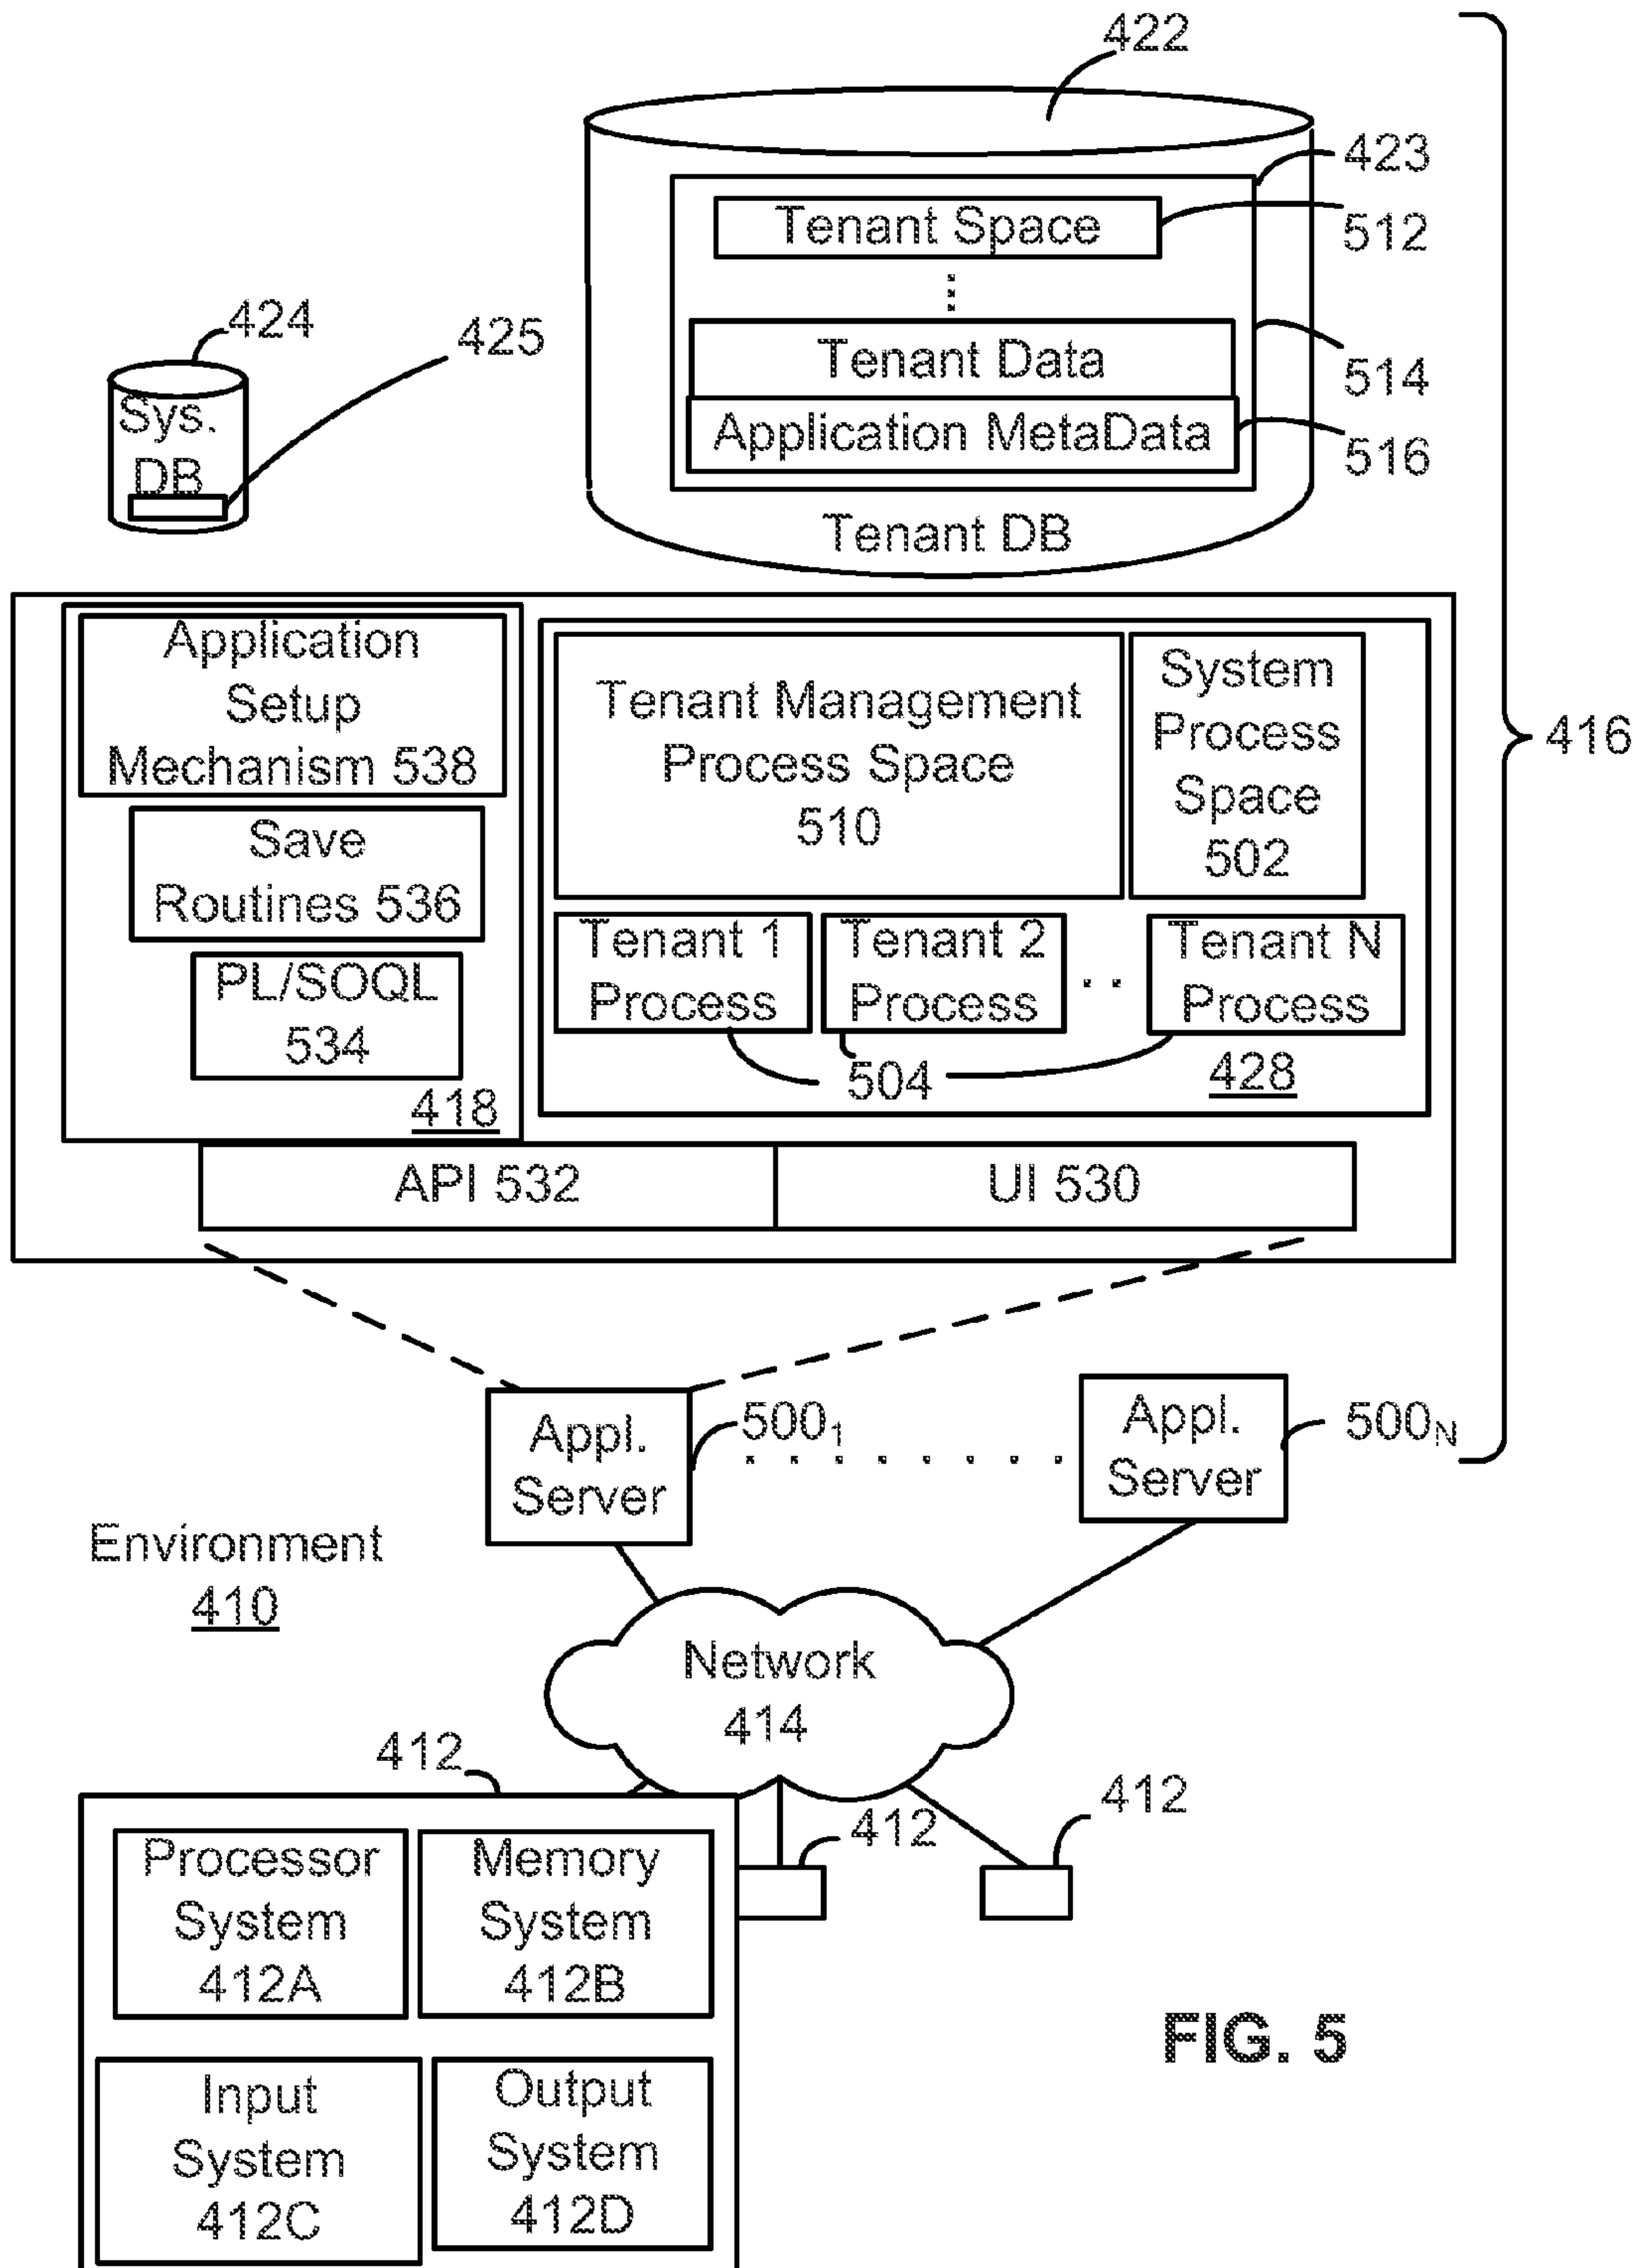 422
423
Tenant Space
512
424
425
Tenant Data
514
Sys.
DB
Application MetaData
516
Tenant DB
Application
Setup
Mechanism 538
Tenant Management
Process Space
510
System
Process
Space
502
416
Save
Routines 536
Tenant 1
Process
Tenant 2
Process
Tenant N
Process
PL/SOQL
534
504
428
418
API 532
UI 530
Appl.
Server
500₁
Appl.
Server
500N
Environment
410
Network
414
412
412
412
Processor
System
412A
Memory
System
412B
Input
System
412C
Output
System
412D
FIG. 5